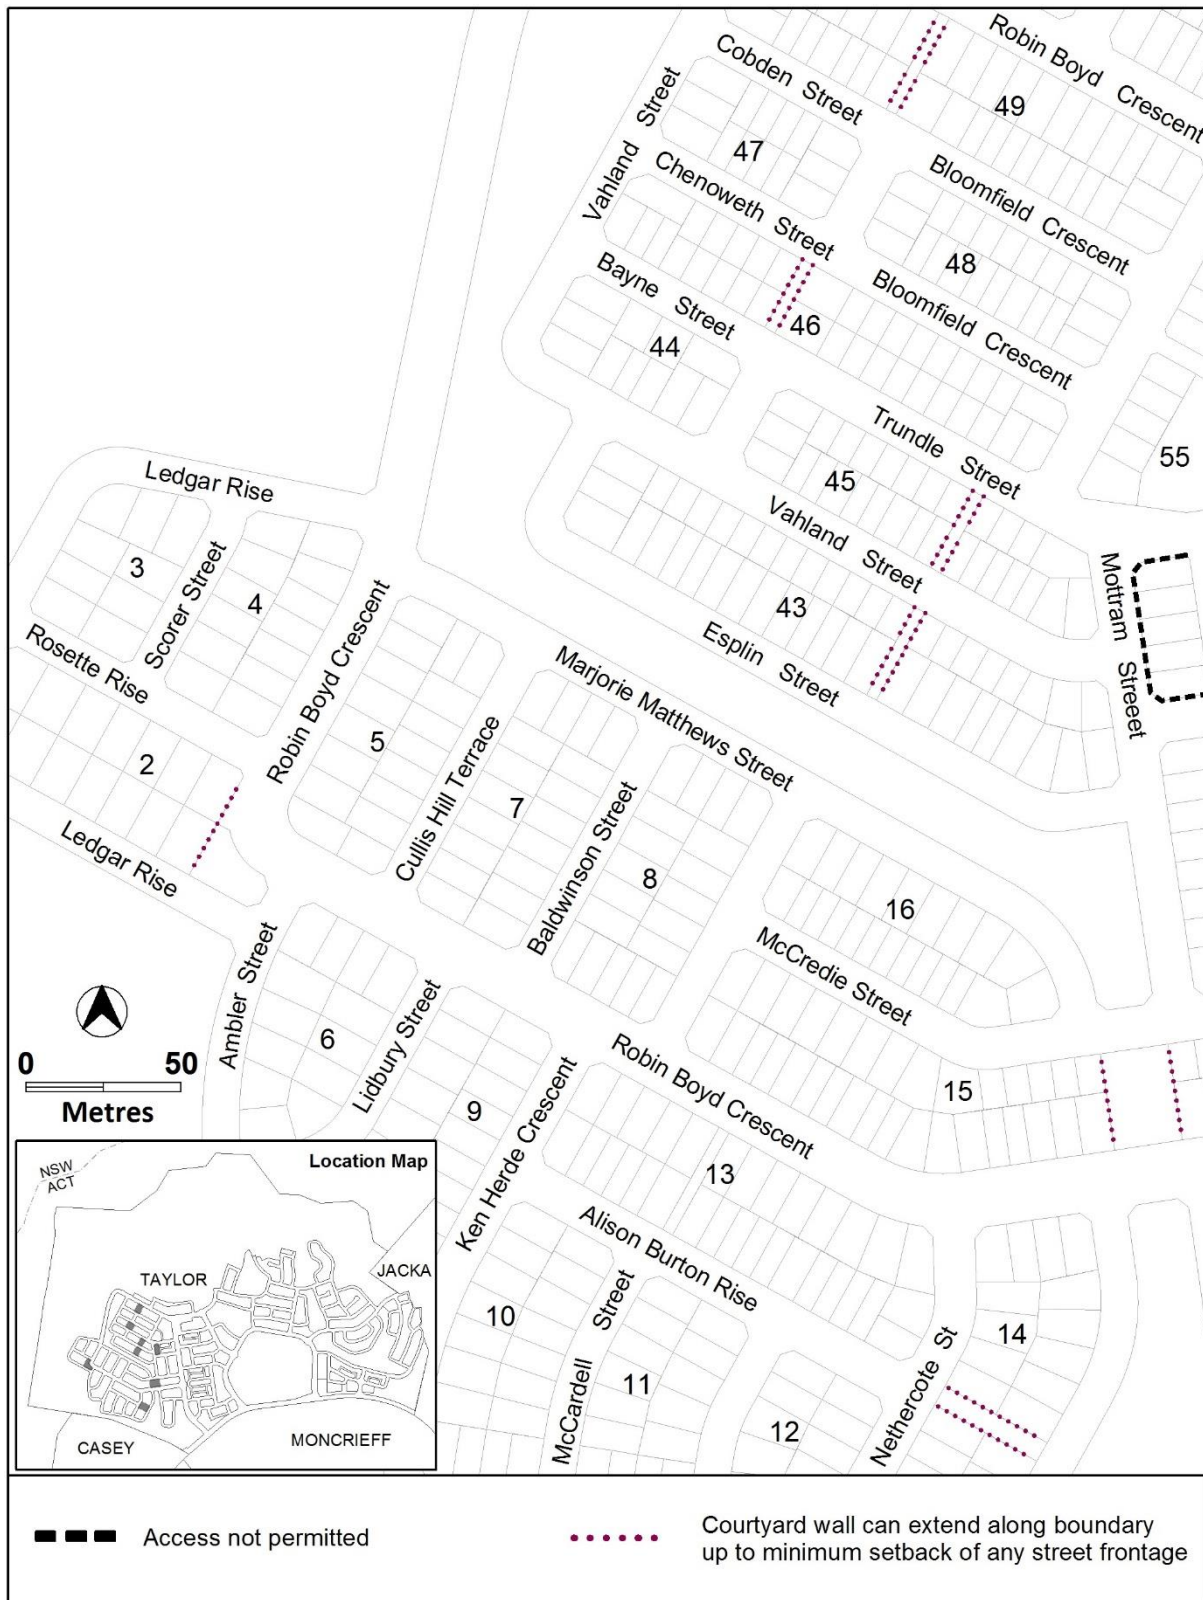 Robin Boyd Crescent
Cobden Street
49
Vahland Street
47
Bloomfield Crescent
Chenoweth Street
48
Bayne Street
Bloomfield Crescent
46
44
Trundle Street
55
Ledgar Rise
45
Vahland Street
3
Scorer Street
4
Mottram Streeet
43
Esplin Street
Rosette Rise
Robin Boyd Crescent
Marjorie Matthews Street
5
2
Cullis Hill Terrace
7
Baldwinson Street
Ledgar Rise
8
16
McCredie Street
Ambler Street
6
Lidbury Street
0 50
Metres
Robin Boyd Crescent
15
9
Ken Herde Crescent
13
Alison Burton Rise
10
McCardell Street
11
14
12
Nethercote St
Location Map
NSW
ACT
TAYLOR
JACKA
CASEY
MONCRIEFF
Access not permitted
Courtyard wall can extend along boundary
up to minimum setback of any street frontage